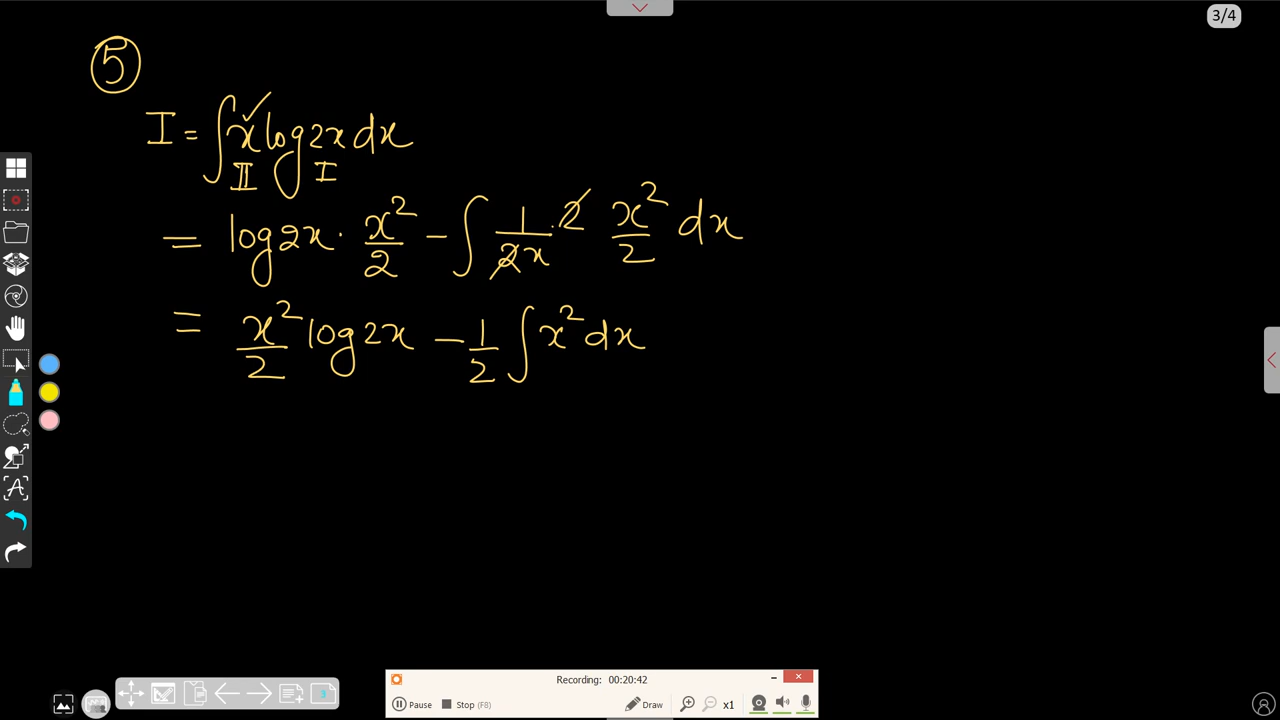 3/4
⑤
I = ∫ x log2x dx
II I
= log2x · x²/2 − ∫ 1/2x · 2 x²/2 dx
= x²/2 log2x − 1/2 ∫ x² dx
Recording: 00:20:42
Pause Stop (F8) Draw x1